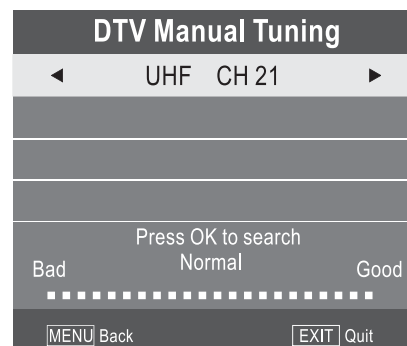 DTV Manual Tuning
◄ UHF CH 21 ►
Press OK to search
Bad Normal Good
MENU Back EXIT Quit